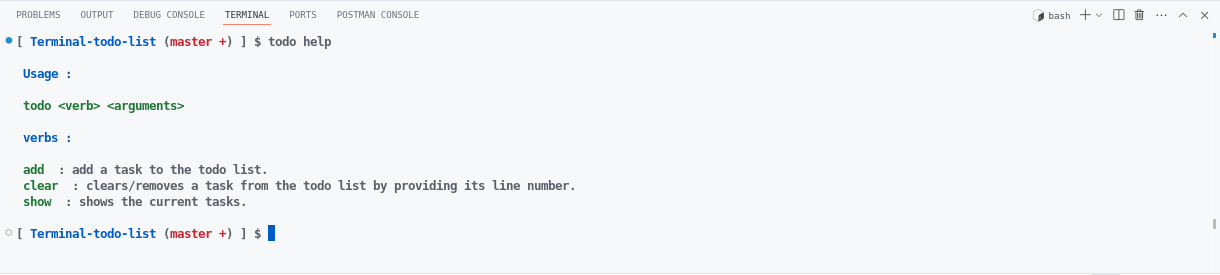 PROBLEMS OUTPUT DEBUG CONSOLE TERMINAL PORTS POSTMAN CONSOLE bash
[ Terminal-todo-list (master +) ] $ todo help
Usage :
todo <verb> <arguments>
verbs :
add  : add a task to the todo list.
clear  : clears/removes a task from the todo list by providing its line number.
show  : shows the current tasks.
[ Terminal-todo-list (master +) ] $